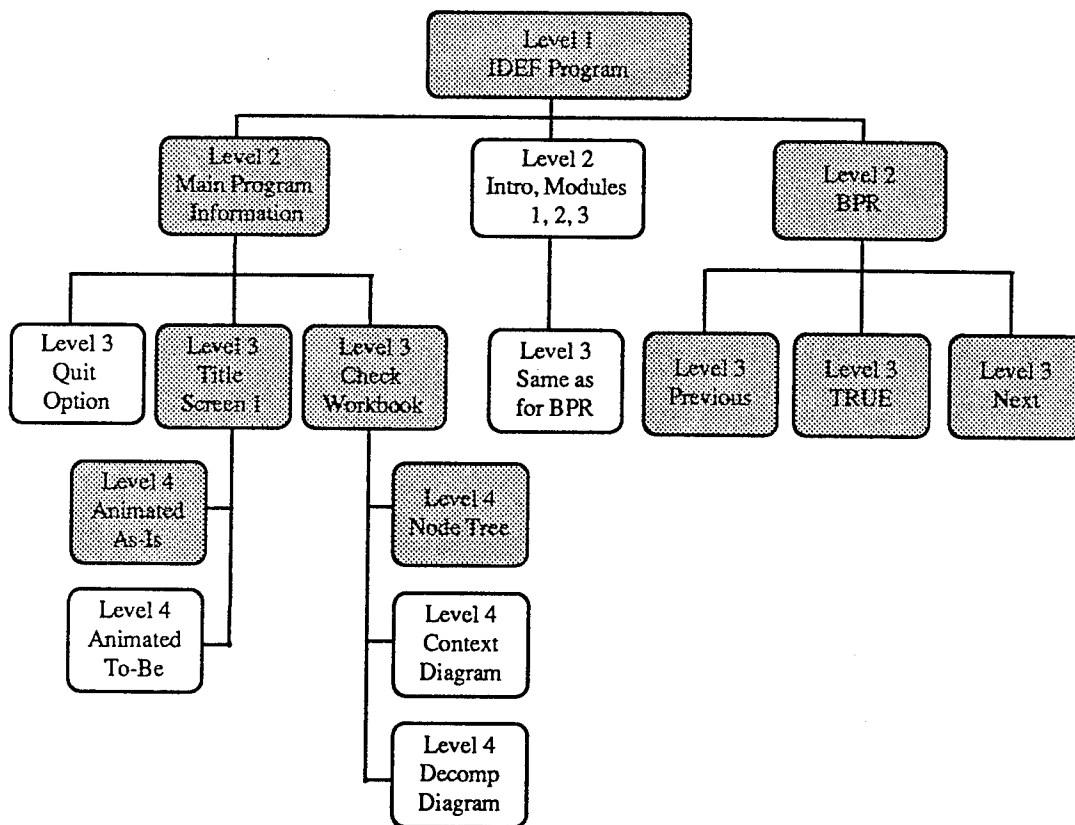 Level 1
IDEF Program
Level 2
Main Program
Information
Level 2
Intro, Modules
1, 2, 3
Level 2
BPR
Level 3
Quit
Option
Level 3
Title
Screen 1
Level 3
Check
Workbook
Level 3
Same as
for BPR
Level 3
Previous
Level 3
TRUE
Level 3
Next
Level 4
Animated
As-Is
Level 4
Animated
To-Be
Level 4
Node Tree
Level 4
Context
Diagram
Level 4
Decomp
Diagram